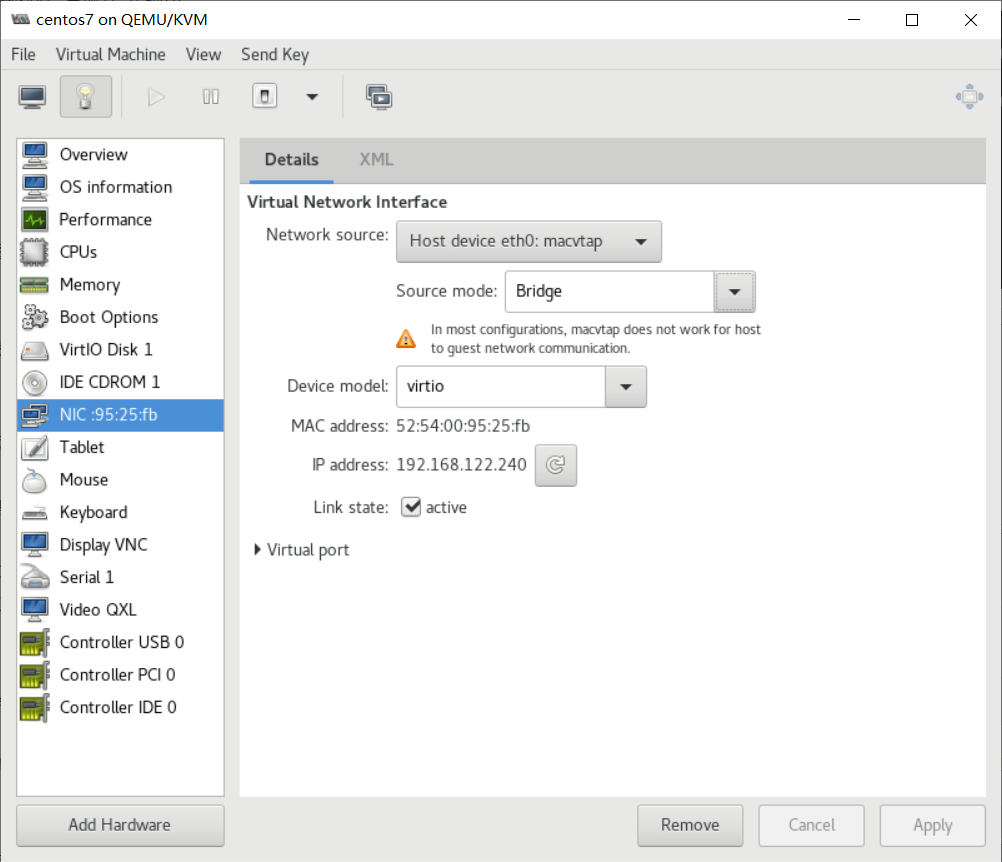 centos7 on QEMU/KVM
File Virtual Machine View Send Key
Overview
OS information
Performance
CPUs
Memory
Boot Options
VirtIO Disk 1
IDE CDROM 1
NIC :95:25:fb
Tablet
Mouse
Keyboard
Display VNC
Serial 1
Video QXL
Controller USB 0
Controller PCI 0
Controller IDE 0
Add Hardware
Details XML
Virtual Network Interface
Network source: Host device eth0: macvtap
Source mode: Bridge
In most configurations, macvtap does not work for host
to guest network communication.
Device model: virtio
MAC address: 52:54:00:95:25:fb
IP address: 192.168.122.240
Link state: active
Virtual port
Remove Cancel Apply